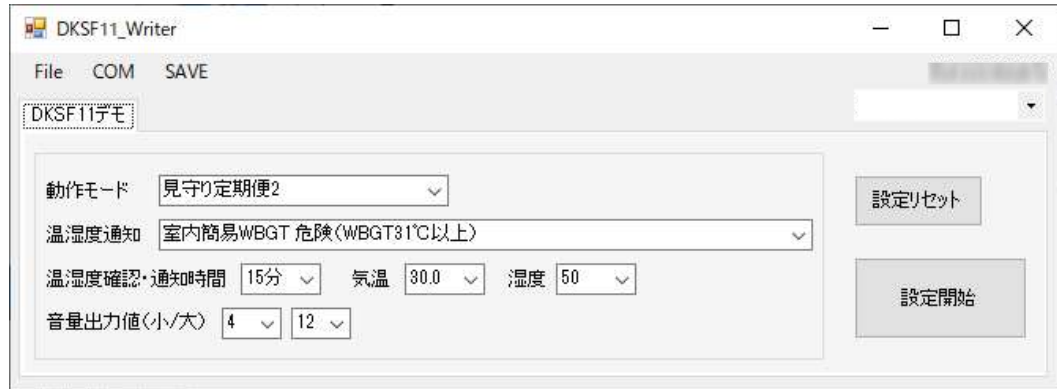 DKSF11_Writer
File COM SAVE
DKSF11デモ
動作モード 見守り定期便2
設定リセット
温湿度通知 室内簡易WBGT 危険(WBGT31℃以上)
温湿度確認・通知時間 15分 気温 30.0 湿度 50
設定開始
音量出力値(小/大) 4 12